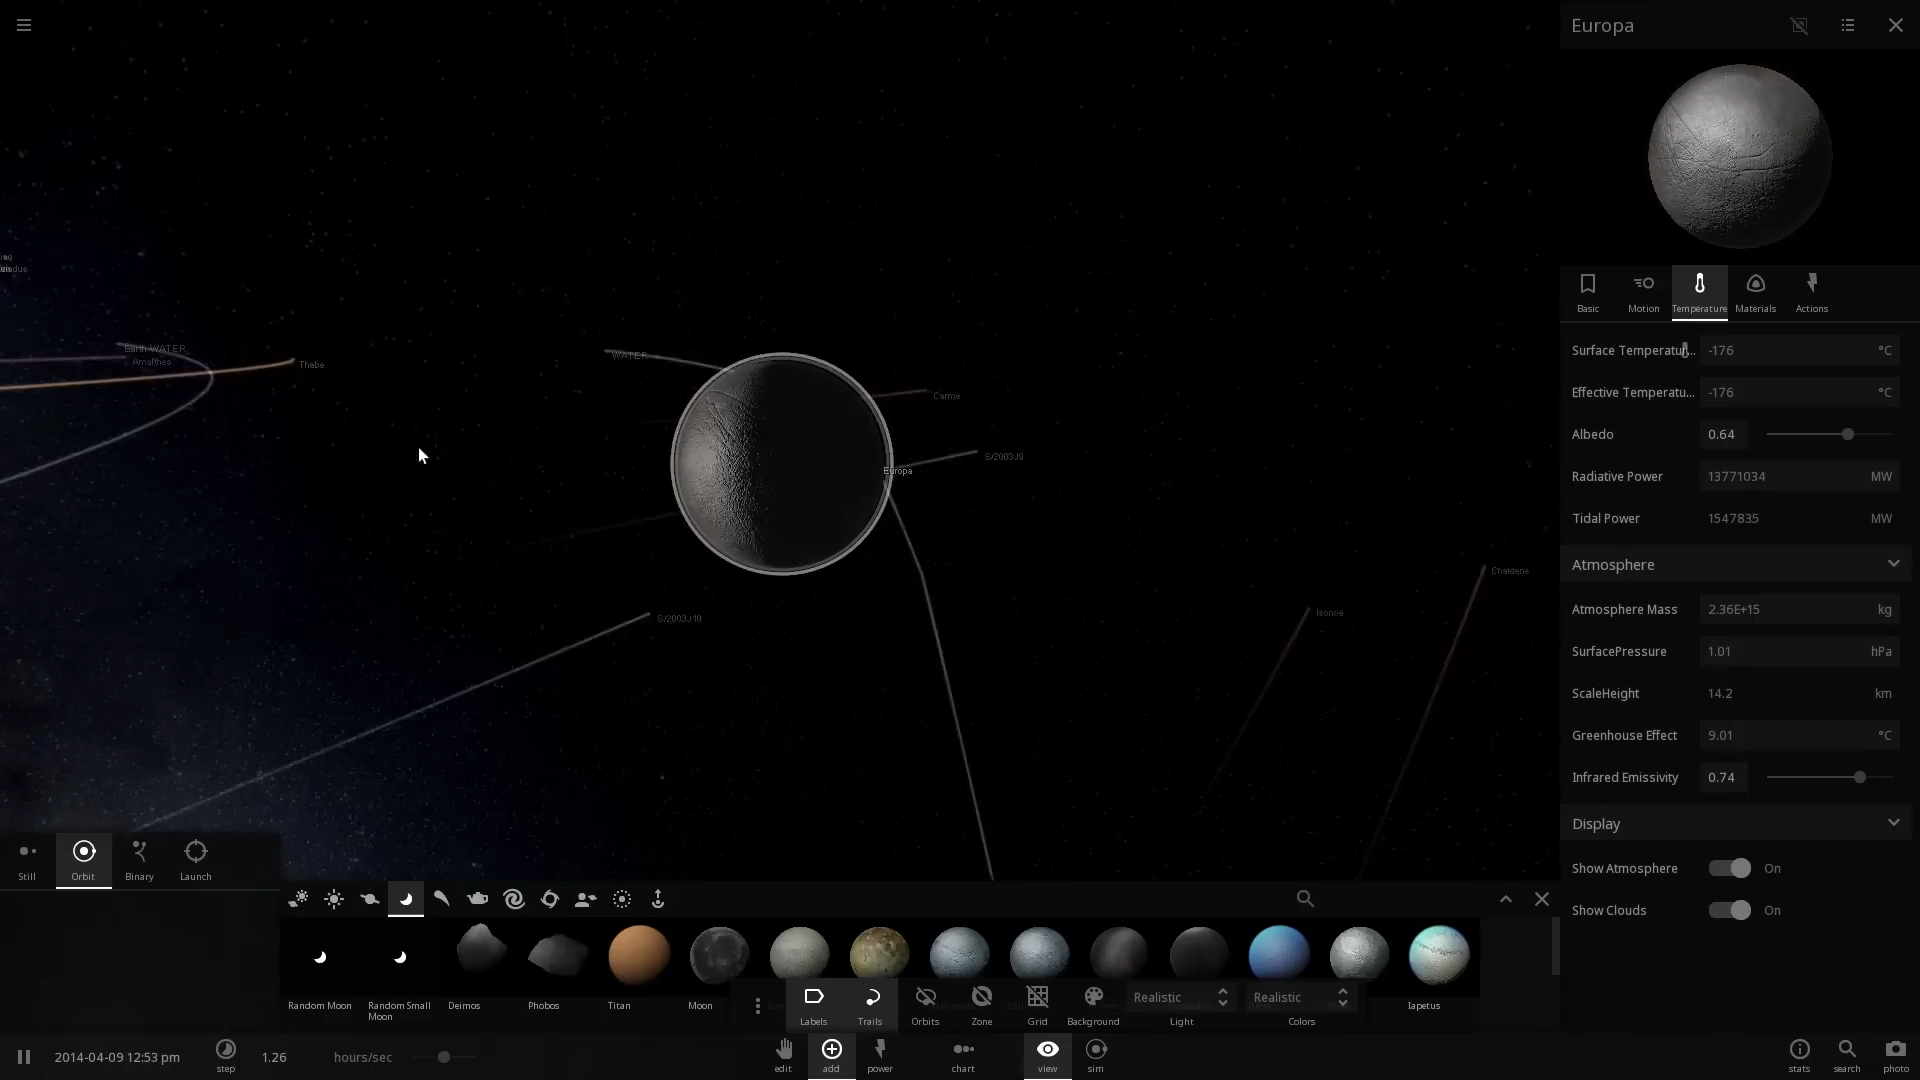 Europa
Basic
Motion
Temperature
Materials
Actions
Surface Temperatur... -176 °C
Effective Temperatu... -176 °C
Albedo 0.64
Radiative Power 13771034 MW
Tidal Power 1547835 MW
Atmosphere
Atmosphere Mass 2.36E+15 kg
SurfacePressure 1.01 hPa
ScaleHeight 14.2 km
Greenhouse Effect 9.01 °C
Infrared Emissivity 0.74
Display
Show Atmosphere On
Show Clouds On
Earth WATER
Amalthea
Thebe
WATER
Carme
S/2003J9
Europa
Chaldene
Isonoe
S/2003J10
Still
Orbit
Binary
Launch
Random Moon
Random Small
Moon
Deimos
Phobos
Titan
Moon
Iapetus
Labels
Trails
Orbits
Zone
Grid
Background
Realistic
Light
Realistic
Colors
2014-04-09 12:53 pm
step
1.26
hours/sec
edit
add
power
chart
view
sim
stats
search
photo